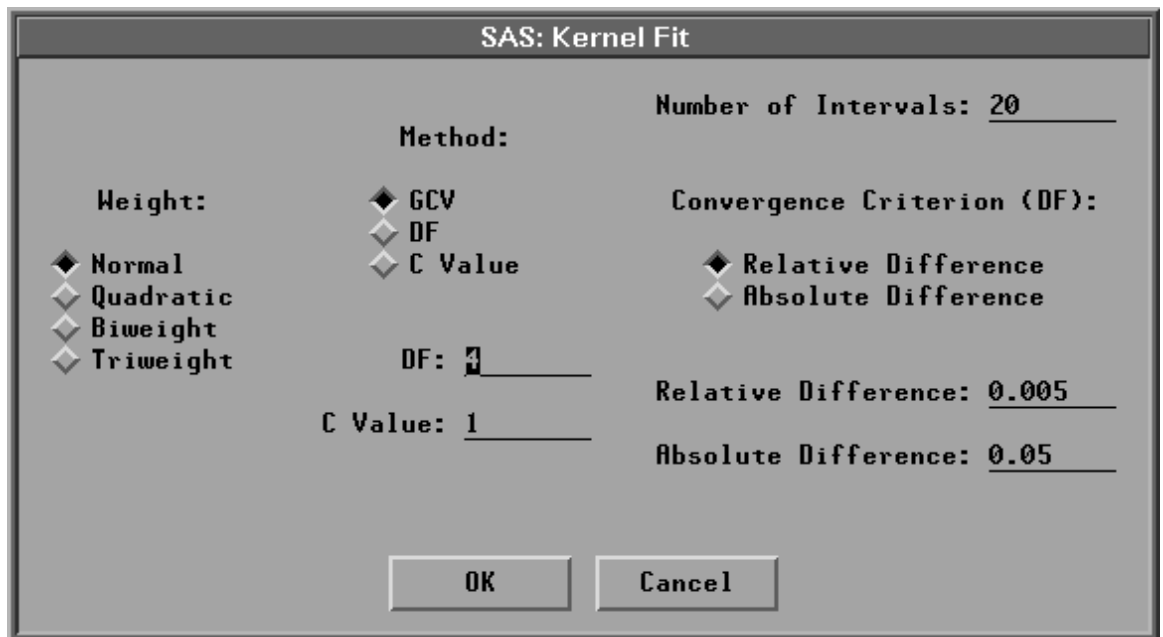 SAS: Kernel Fit
Number of Intervals: 20
Method:
Weight:
GCV
DF
C Value
Convergence Criterion (DF):
Normal
Quadratic
Biweight
Triweight
Relative Difference
Absolute Difference
DF: 4
C Value: 1
Relative Difference: 0.005
Absolute Difference: 0.05
OK
Cancel